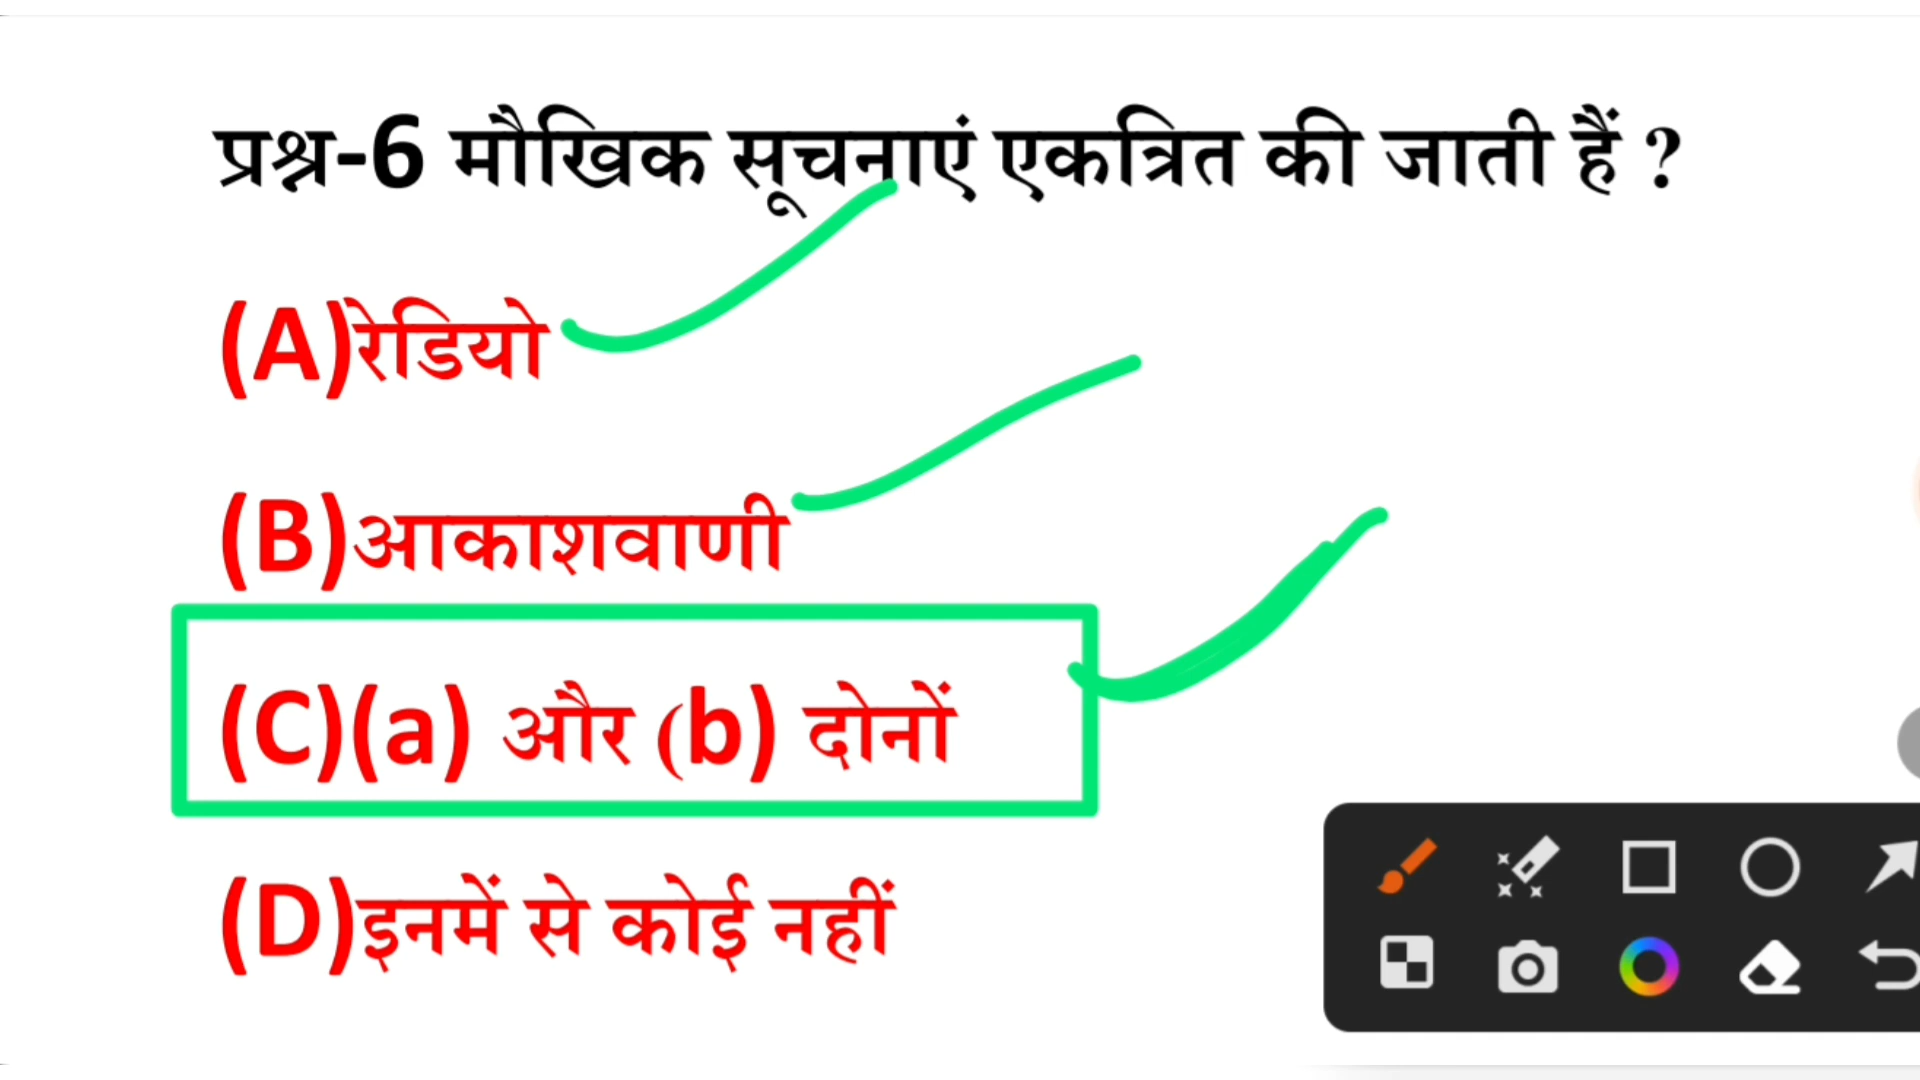 प्रश्न-6 मौखिक सूचनाएं एकत्रित की जाती हैं ?
(A)रेडियो
(B)आकाशवाणी
(C)(a) और (b) दोनों
(D)इनमें से कोई नहीं